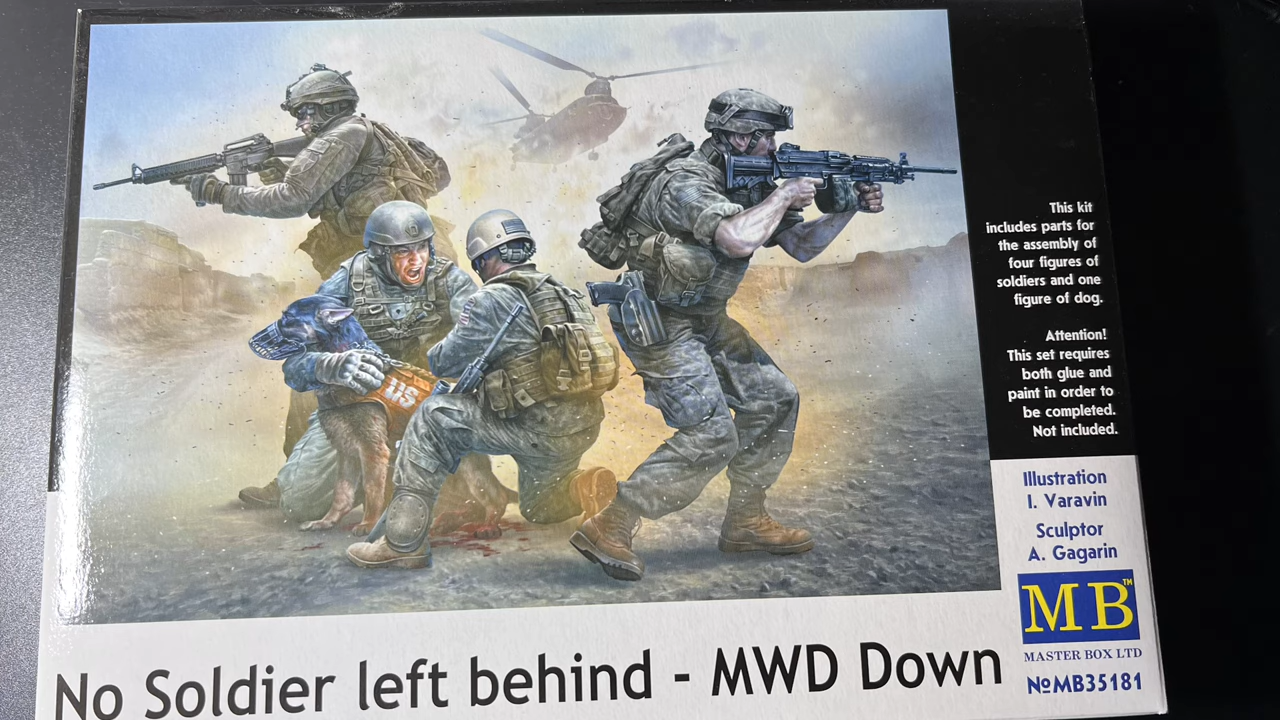 This kit
includes parts for
the assembly of
four figures of
soldiers and one
figure of dog.
Attention!
This set requires
both glue and
paint in order to
be completed.
Not included.
US
Illustration
I. Varavin
Sculptor
A. Gagarin
MB™
MASTER BOX LTD
№MB35181
No Soldier left behind - MWD Down